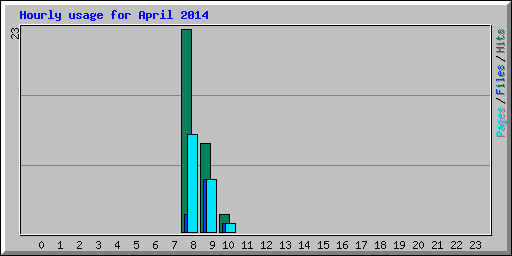 Hourly usage for April 2014
23
Pages/Files/Hits
0 1 2 3 4 5 6 7 8 9 10 11 12 13 14 15 16 17 18 19 20 21 22 23